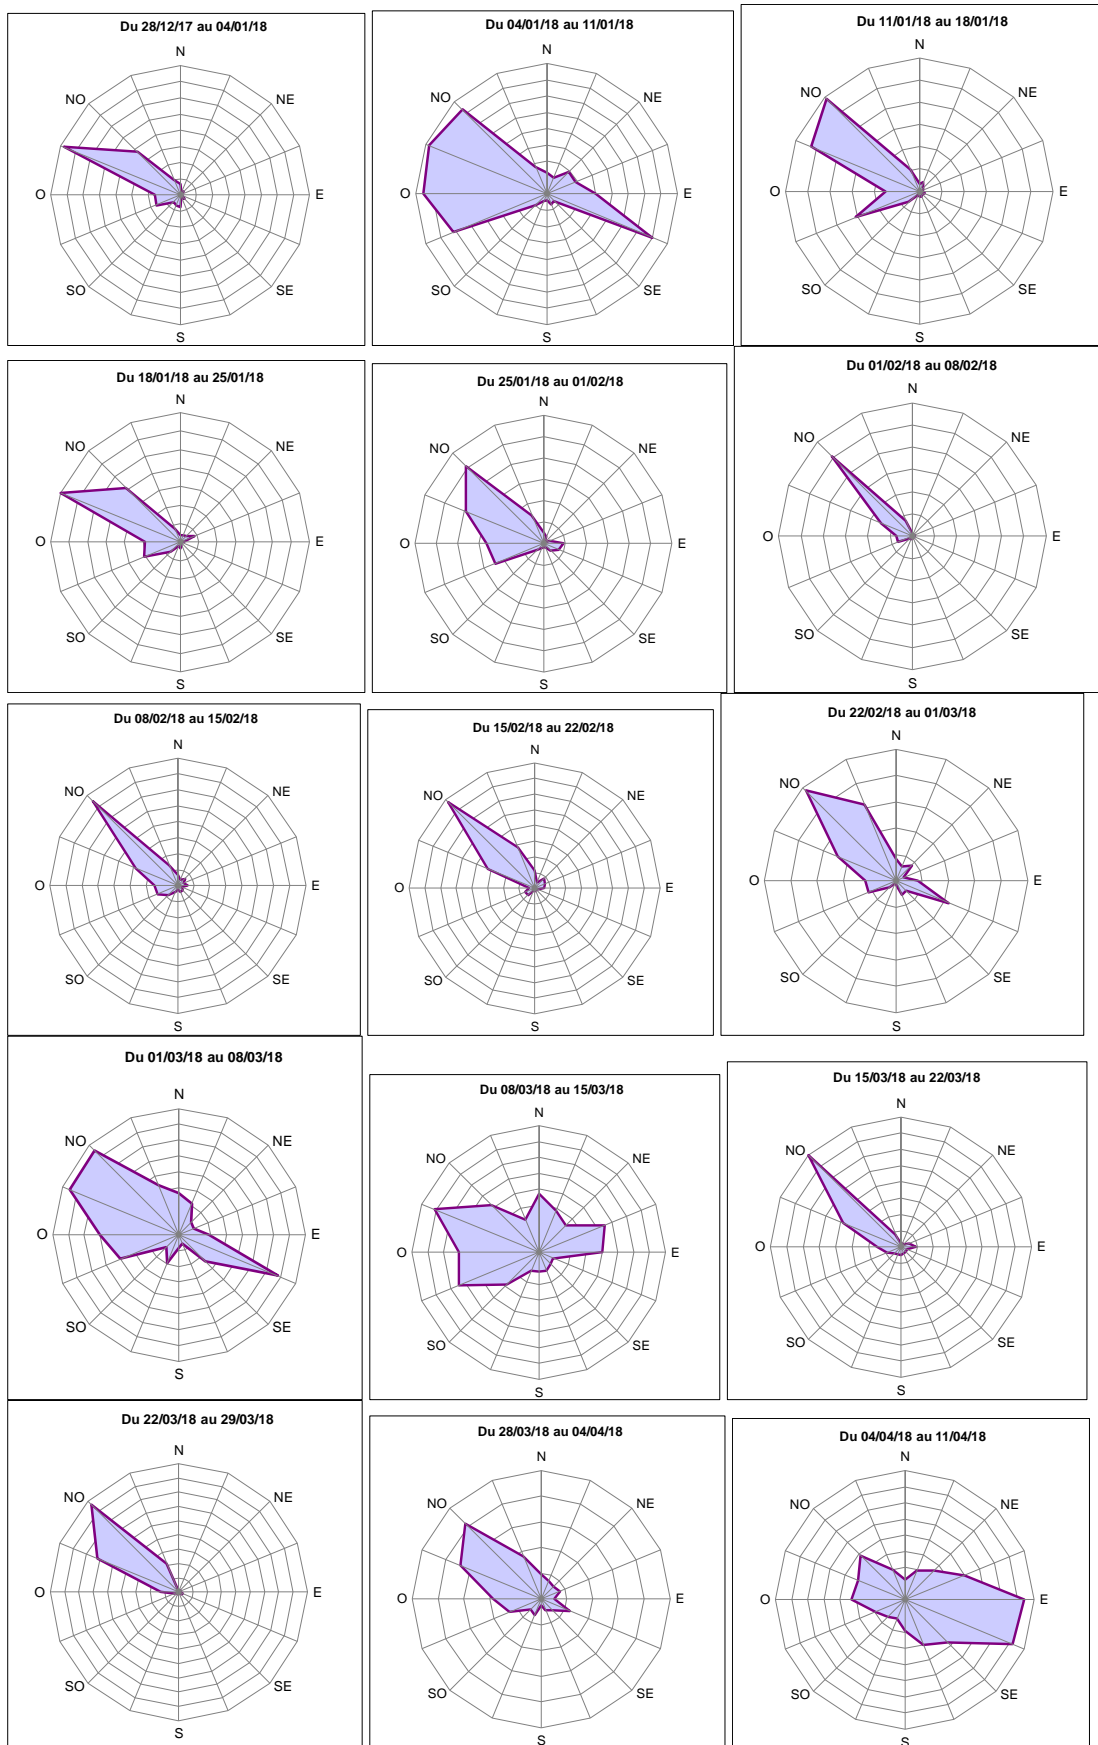 Du 28/12/17 au 04/01/18
N
NO
NE
O
E
SO
SE
S
Du 04/01/18 au 11/01/18
N
NO
NE
O
E
SO
SE
S
Du 11/01/18 au 18/01/18
N
NO
NE
O
E
SO
SE
S
Du 18/01/18 au 25/01/18
N
NO
NE
O
E
SO
SE
S
Du 25/01/18 au 01/02/18
N
NO
NE
O
E
SO
SE
S
Du 01/02/18 au 08/02/18
N
NO
NE
O
E
SO
SE
S
Du 08/02/18 au 15/02/18
N
NO
NE
O
E
SO
SE
S
Du 15/02/18 au 22/02/18
N
NO
NE
O
E
SO
SE
S
Du 22/02/18 au 01/03/18
N
NO
NE
O
E
SO
SE
S
Du 01/03/18 au 08/03/18
N
NO
NE
O
E
SO
SE
S
Du 08/03/18 au 15/03/18
N
NO
NE
O
E
SO
SE
S
Du 15/03/18 au 22/03/18
N
NO
NE
O
E
SO
SE
S
Du 22/03/18 au 29/03/18
N
NO
NE
O
E
SO
SE
S
Du 28/03/18 au 04/04/18
N
NO
NE
O
E
SO
SE
S
Du 04/04/18 au 11/04/18
N
NO
NE
O
E
SO
SE
S